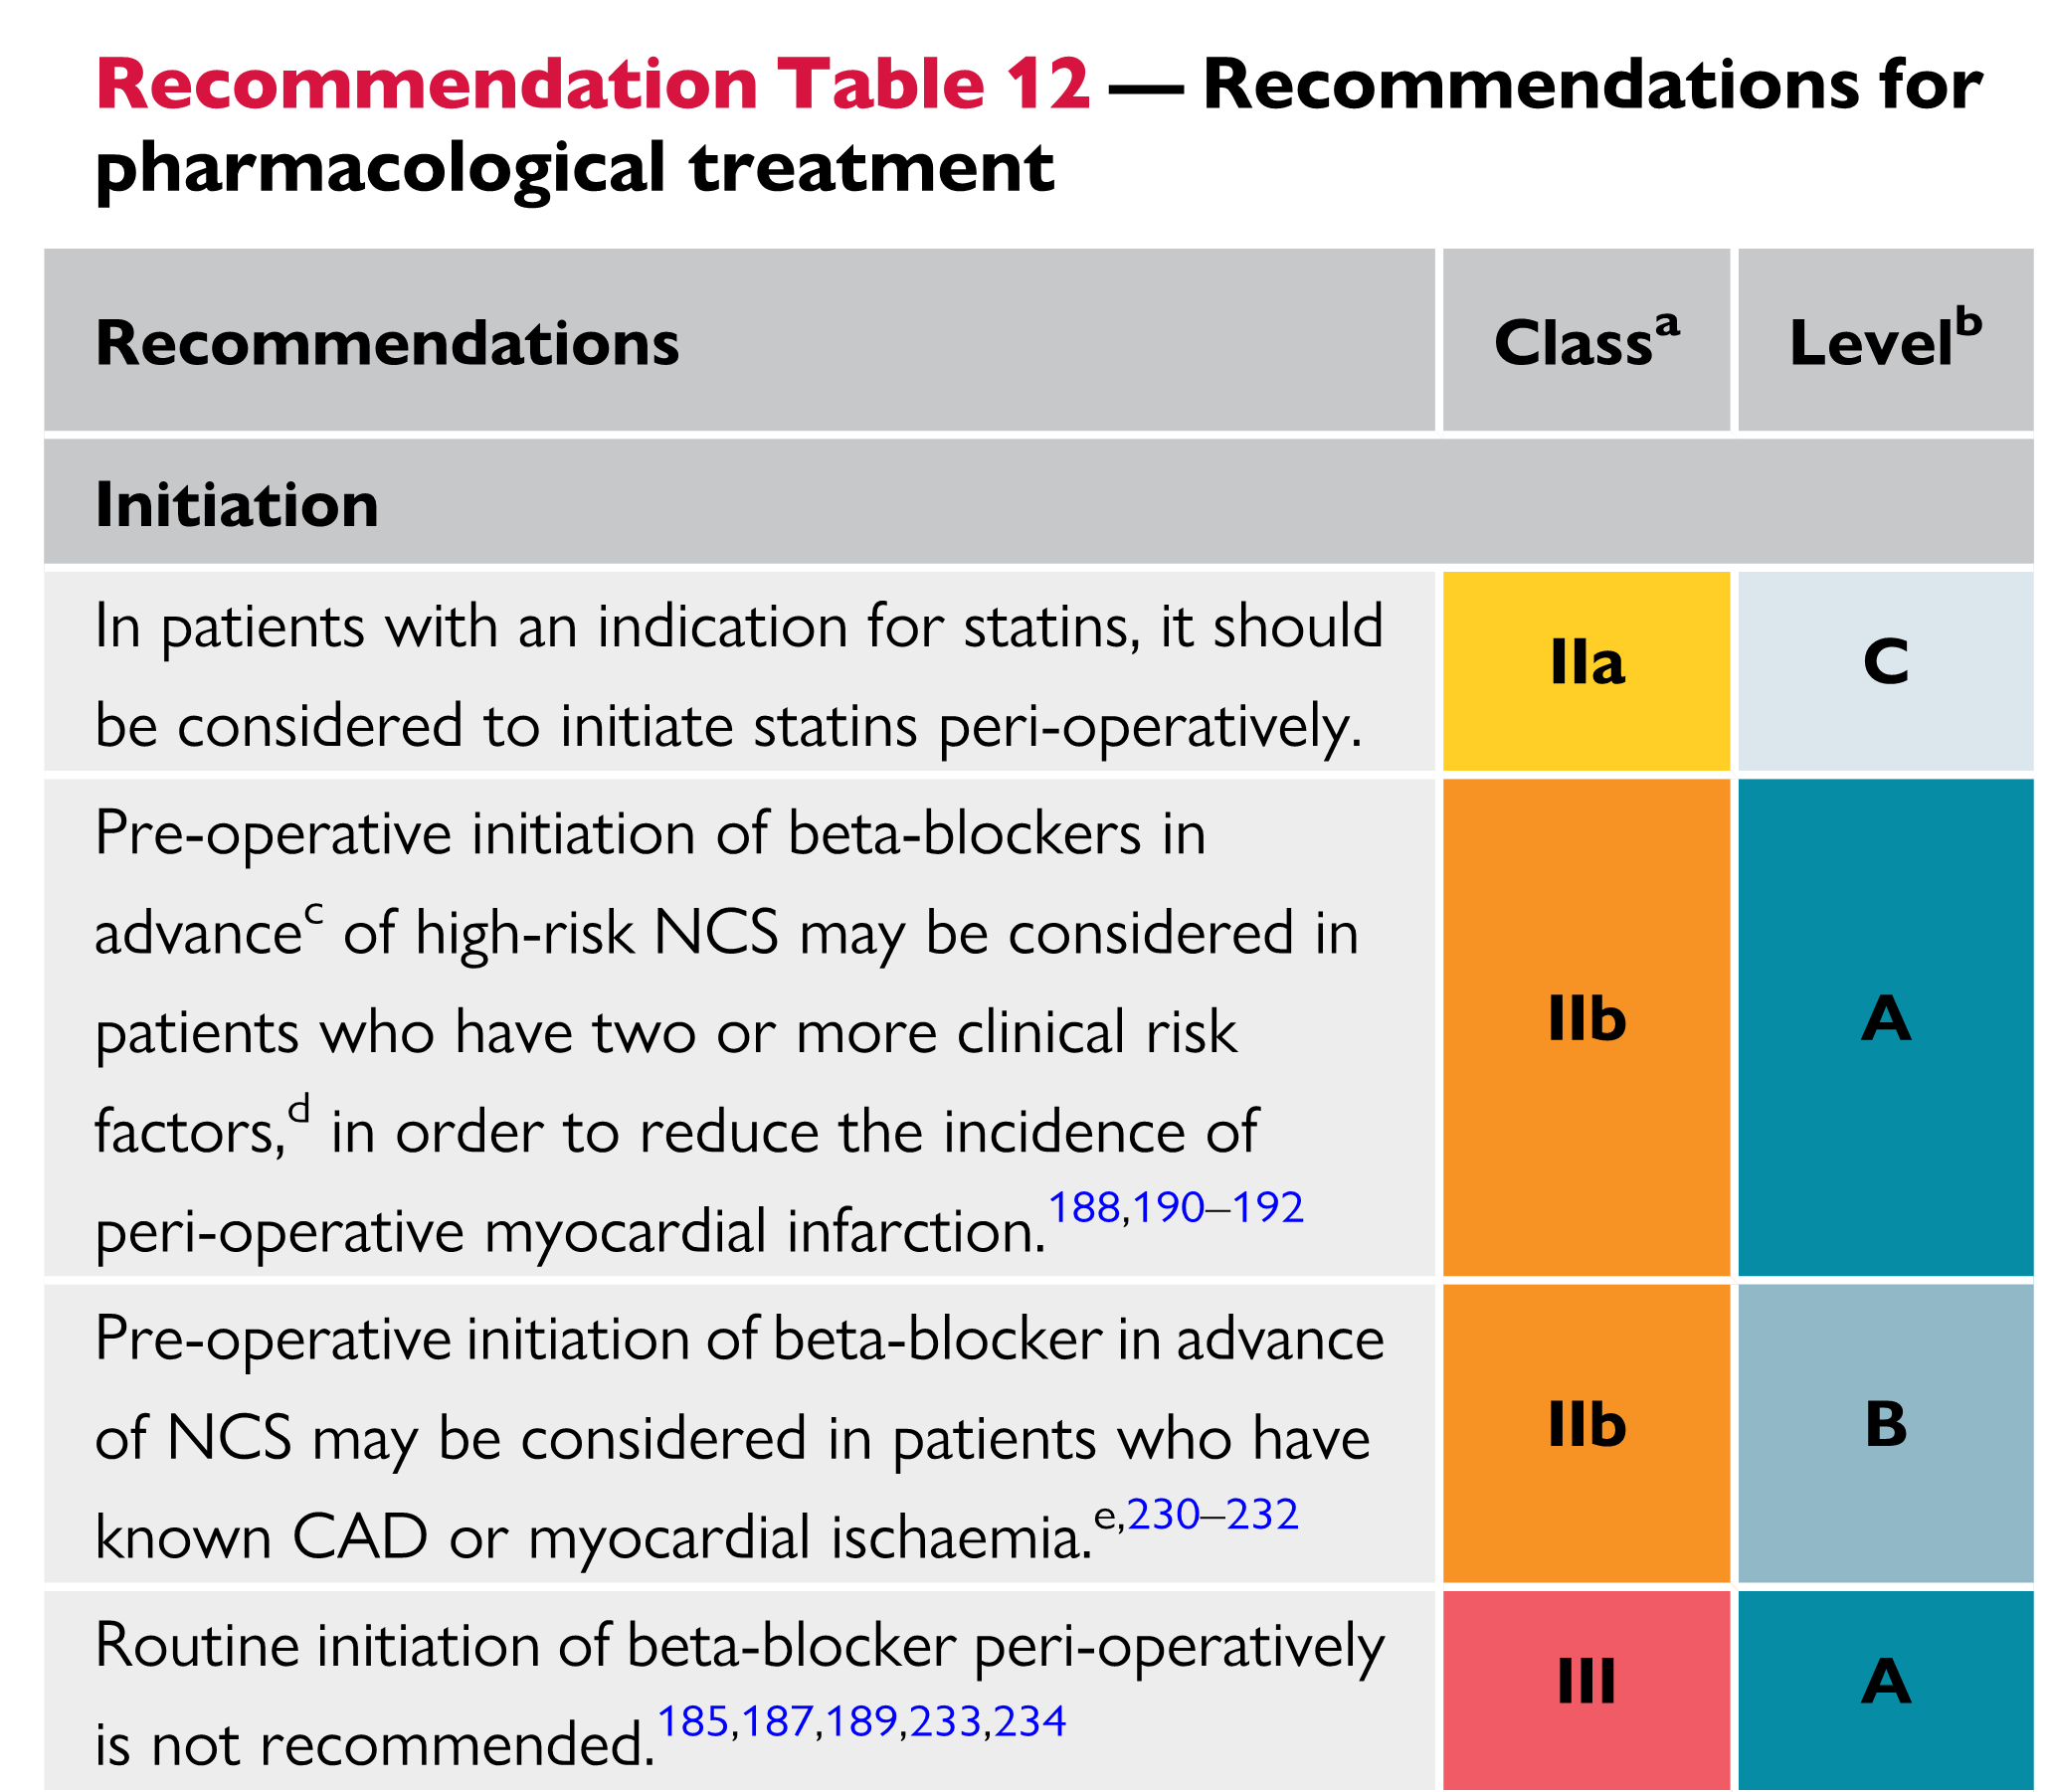 Recommendation Table 12 — Recommendations for
pharmacological treatment
Recommendations Classᵃ Levelᵇ
Initiation
In patients with an indication for statins, it should
be considered to initiate statins peri-operatively.
IIa C
Pre-operative initiation of beta-blockers in
advanceᶜ of high-risk NCS may be considered in
patients who have two or more clinical risk
factors,ᵈ in order to reduce the incidence of
peri-operative myocardial infarction.¹⁸⁸,¹⁹⁰–¹⁹²
IIb A
Pre-operative initiation of beta-blocker in advance
of NCS may be considered in patients who have
known CAD or myocardial ischaemia.ᵉ,²³⁰–²³²
IIb B
Routine initiation of beta-blocker peri-operatively
is not recommended.¹⁸⁵,¹⁸⁷,¹⁸⁹,²³³,²³⁴
III A